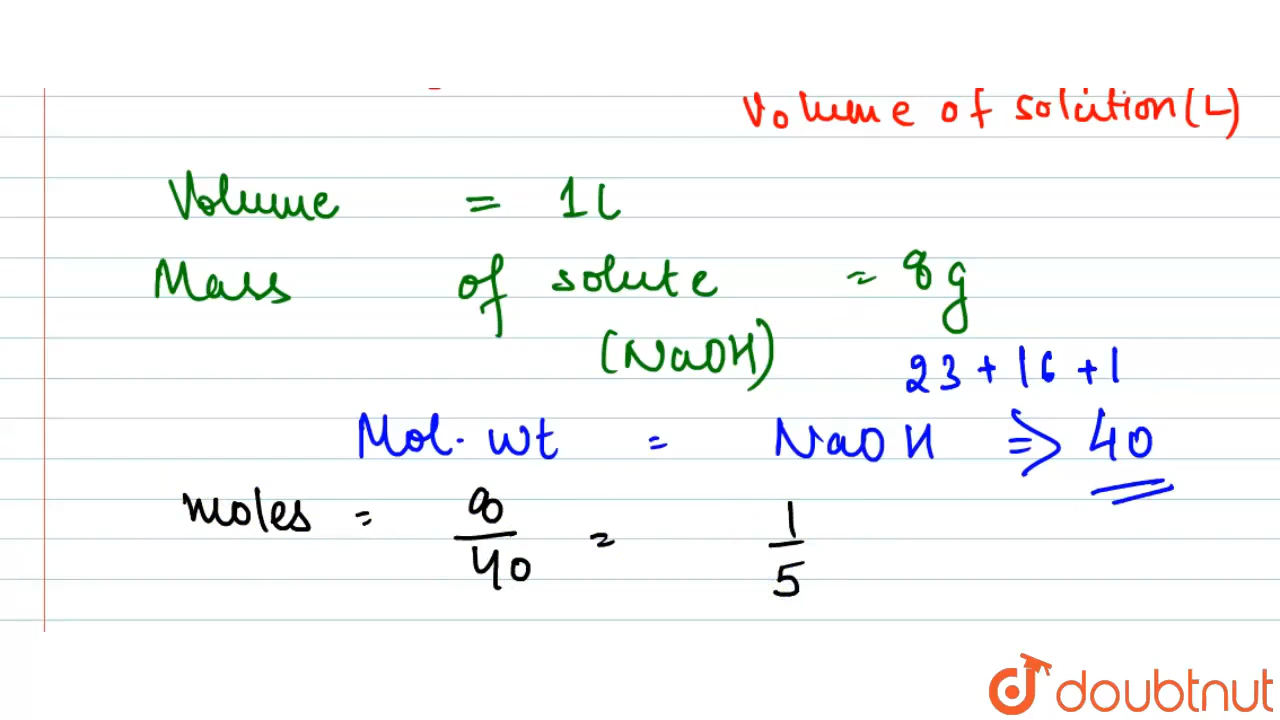 Volume of solution (L)
Volume = 1L
Mass of solute = 8g
(NaOH)
23 + 16 + 1
Mol. wt = NaOH ⇒ 40
moles = 8/40 = 1/5
doubtnut